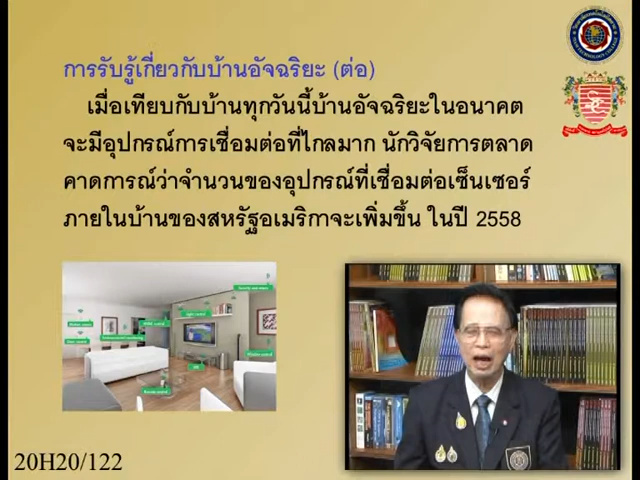 การรับรู้เกี่ยวกับบ้านอัจฉริยะ (ต่อ)
เมื่อเทียบกับบ้านทุกวันนี้บ้านอัจฉริยะในอนาคต
จะมีอุปกรณ์การเชื่อมต่อที่ไกลมาก นักวิจัยการตลาด
คาดการณ์ว่าจำนวนของอุปกรณ์ที่เชื่อมต่อเซ็นเซอร์
ภายในบ้านของสหรัฐอเมริกาจะเพิ่มขึ้น ในปี 2558
20H20/122